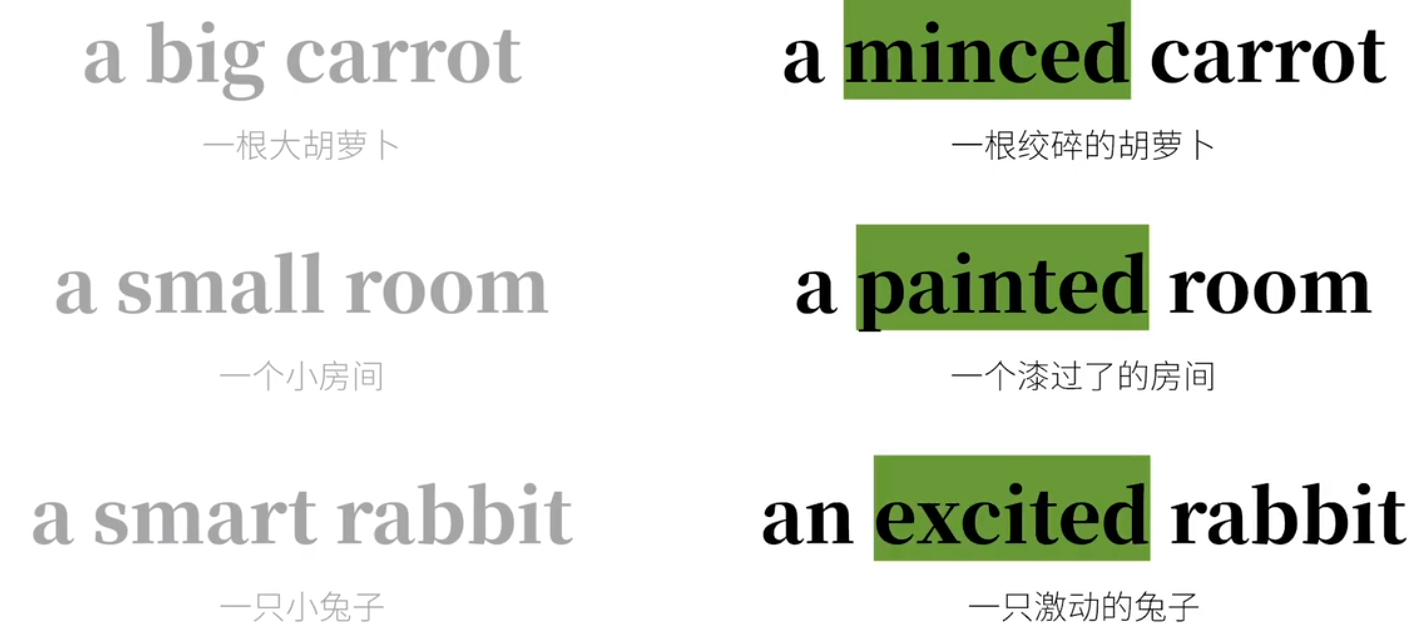 a big carrot
一根大胡萝卜
a minced carrot
一根绞碎的胡萝卜
a small room
一个小房间
a painted room
一个漆过了的房间
a smart rabbit
一只小兔子
an excited rabbit
一只激动的兔子